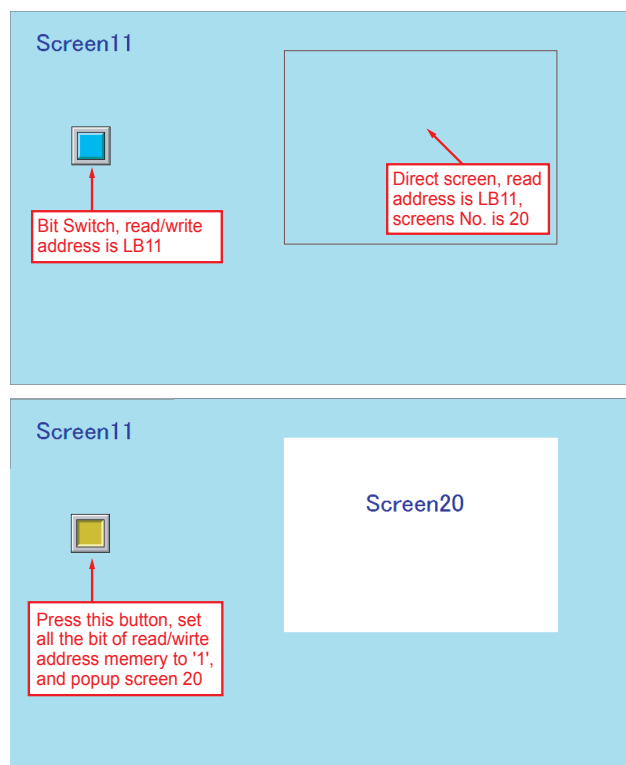 Screen11
Bit Switch, read/write
address is LB11
Direct screen, read
address is LB11,
screens No. is 20
Screen11
Screen20
Press this button, set
all the bit of read/wirte
address memery to '1',
and popup screen 20